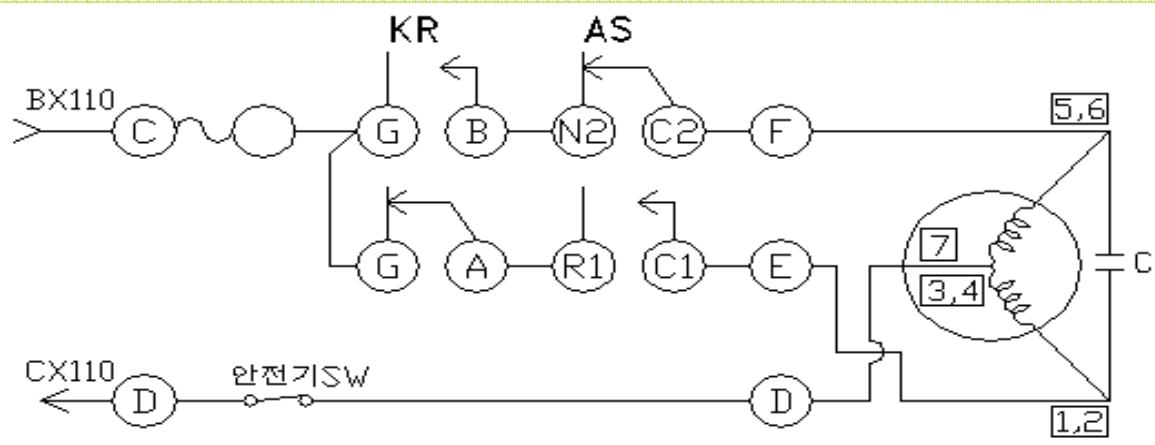 KR AS
BX110 C G B N2 C2 F 5,6
G A R1 C1 E 7 C
3,4
CX110 D 안전기SW D
1,2